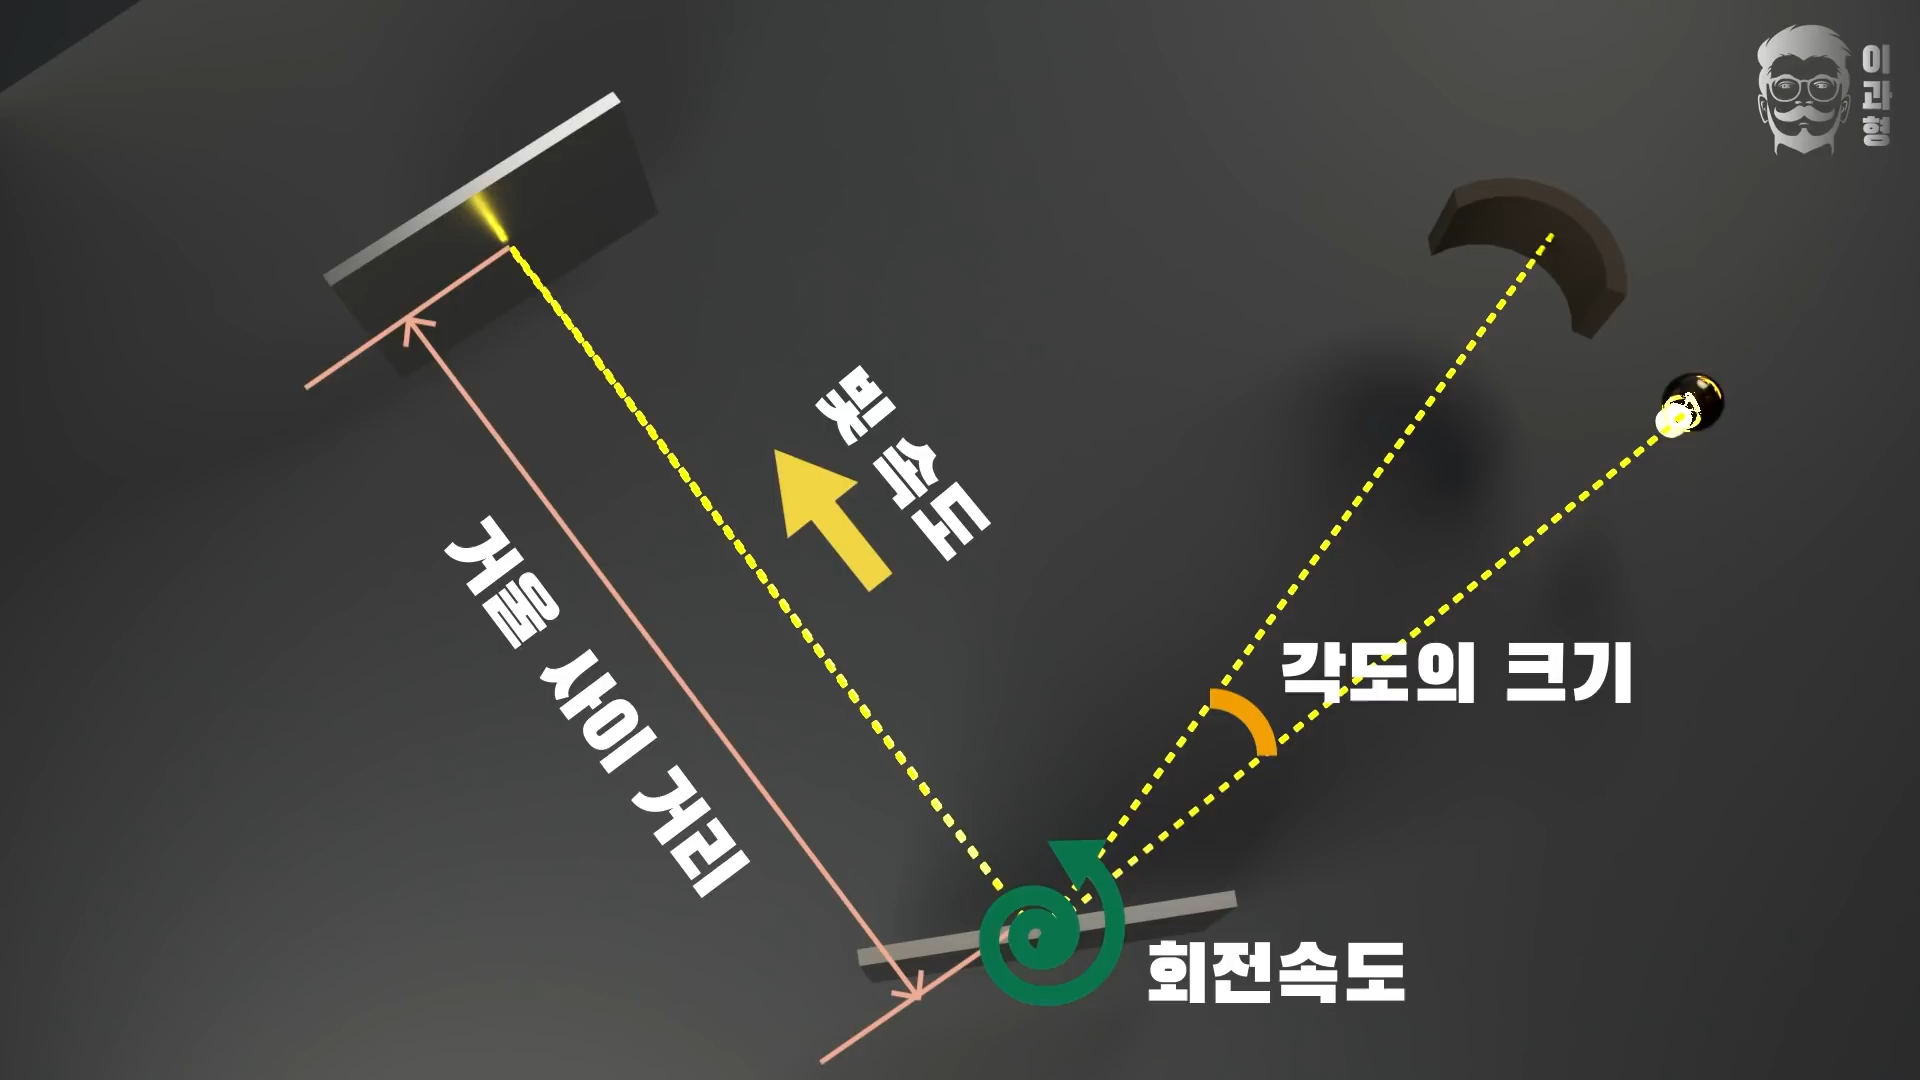 이과형
빛 속도
거울 사이 거리
각도의 크기
회전속도